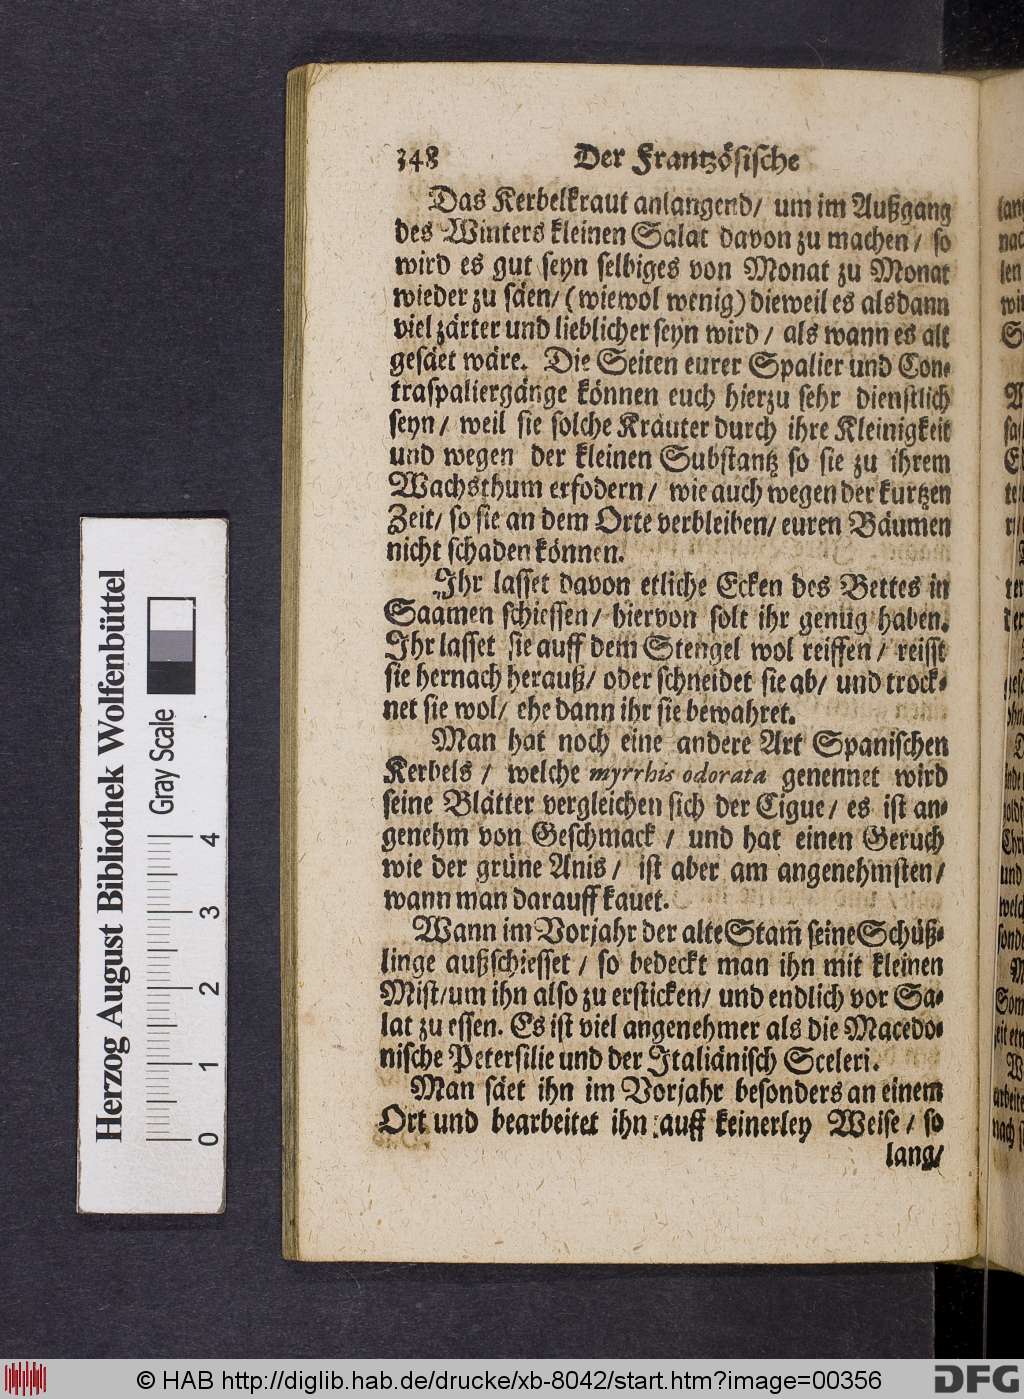 348 Der Frantzösische
Das Kerbelkraut anlangend/ um im Außgang
des Winters kleinen Salat davon zu machen/ so
wird es gut seyn selbiges von Monat zu Monat
wieder zu säen/ (wiewol wenig) dieweil es alsdann
viel zärter und lieblicher seyn wird/ als wann es alt
gesäet wäre. Die Seiten eurer Spalier und Con-
traspaliergänge können euch hierzu sehr dienstlich
seyn/ weil sie solche Kräuter durch ihre Kleinigkeit
und wegen der kleinen Substantz so sie zu ihrem
Wachsthum erfodern/ wie auch wegen der kurtzen
Zeit/ so sie an dem Orte verbleiben/ euren Bäumen
nicht schaden können.
Ihr lasset davon etliche Ecken des Bettes in
Saamen schiessen/ hiervon solt ihr genug haben.
Ihr lasset sie auff dem Stengel wol reiffen/ reisst
sie hernach herauß/ oder schneidet sie ab/ und trock-
net sie wol/ ehe dann ihr sie bewahret.
Man hat noch eine andere Art Spanischen
Kerbels/ welche myrrhis odorata genennet wird
seine Blätter vergleichen sich der Cigue/ es ist an-
genehm von Geschmack/ und hat einen Geruch
wie der grüne Anis/ ist aber am angenehmsten/
wann man darauff kauet.
Wann im Vorjahr der alte Stam̃ seine Schüß-
linge außschiesset/ so bedeckt man ihn mit kleinen
Mist/ um ihn also zu ersticken/ und endlich vor Sa-
lat zu essen. Es ist viel angenehmer als die Macedo-
nische Petersilie und der Italiänisch Sceleri.
Man säet ihn im Vorjahr besonders an einem
Ort und bearbeitet ihn auff keinerley Weise/ so
lang/
Herzog August Bibliothek Wolfenbüttel
Gray Scale
0 1 2 3 4
© HAB http://diglib.hab.de/drucke/xb-8042/start.htm?image=00356
DFG